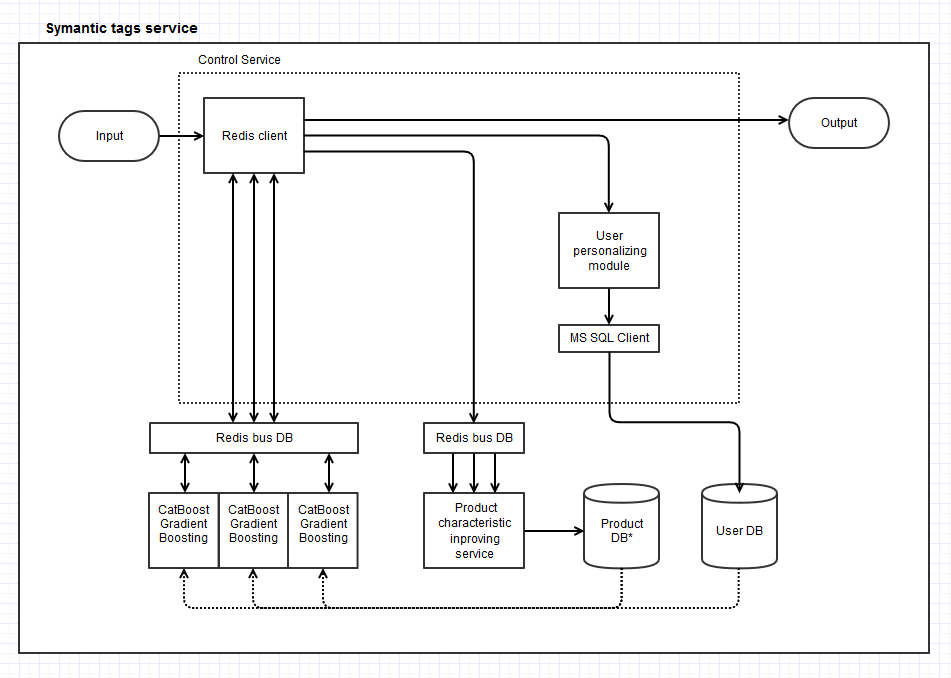 Symantic tags service
Control Service
Input
Redis client
Output
User
personalizing
module
MS SQL Client
Redis bus DB
Redis bus DB
CatBoost
Gradient
Boosting
CatBoost
Gradient
Boosting
CatBoost
Gradient
Boosting
Product
characteristic
inproving
service
Product
DB*
User DB